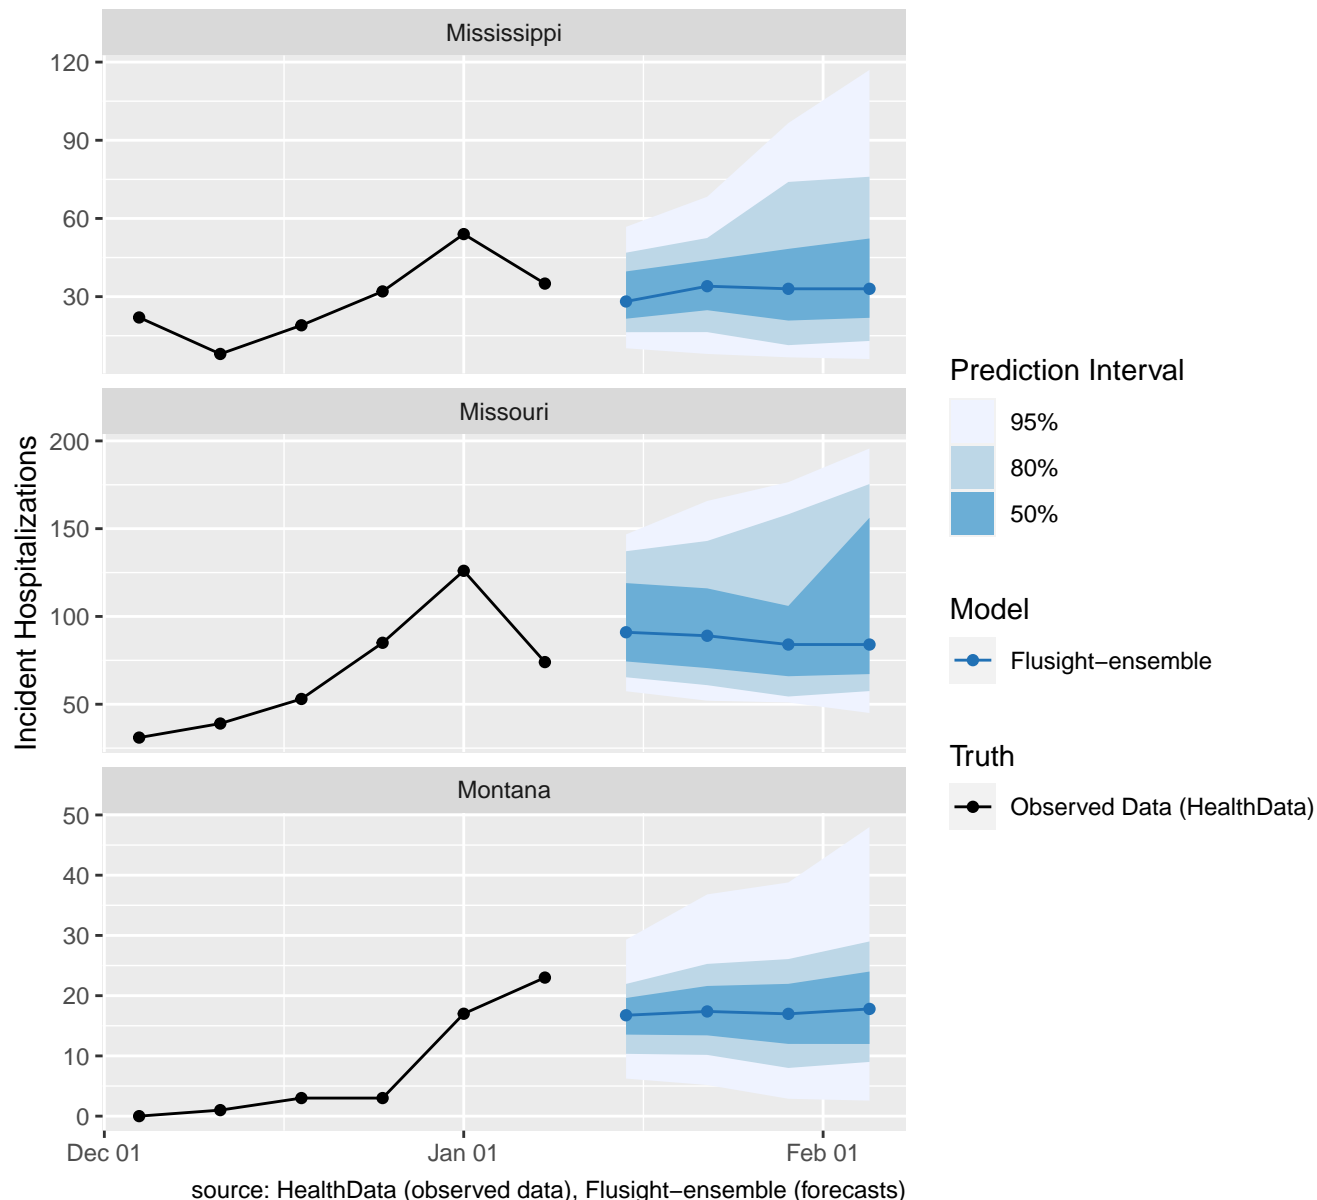 Mississippi
120
90
60
30
Missouri
200
150
100
50
Montana
50
40
30
20
10
0
Dec 01
Jan 01
Feb 01
Incident Hospitalizations
source: HealthData (observed data), Flusight−ensemble (forecasts)
Prediction Interval
95%
80%
50%
Model
Flusight−ensemble
Truth
Observed Data (HealthData)